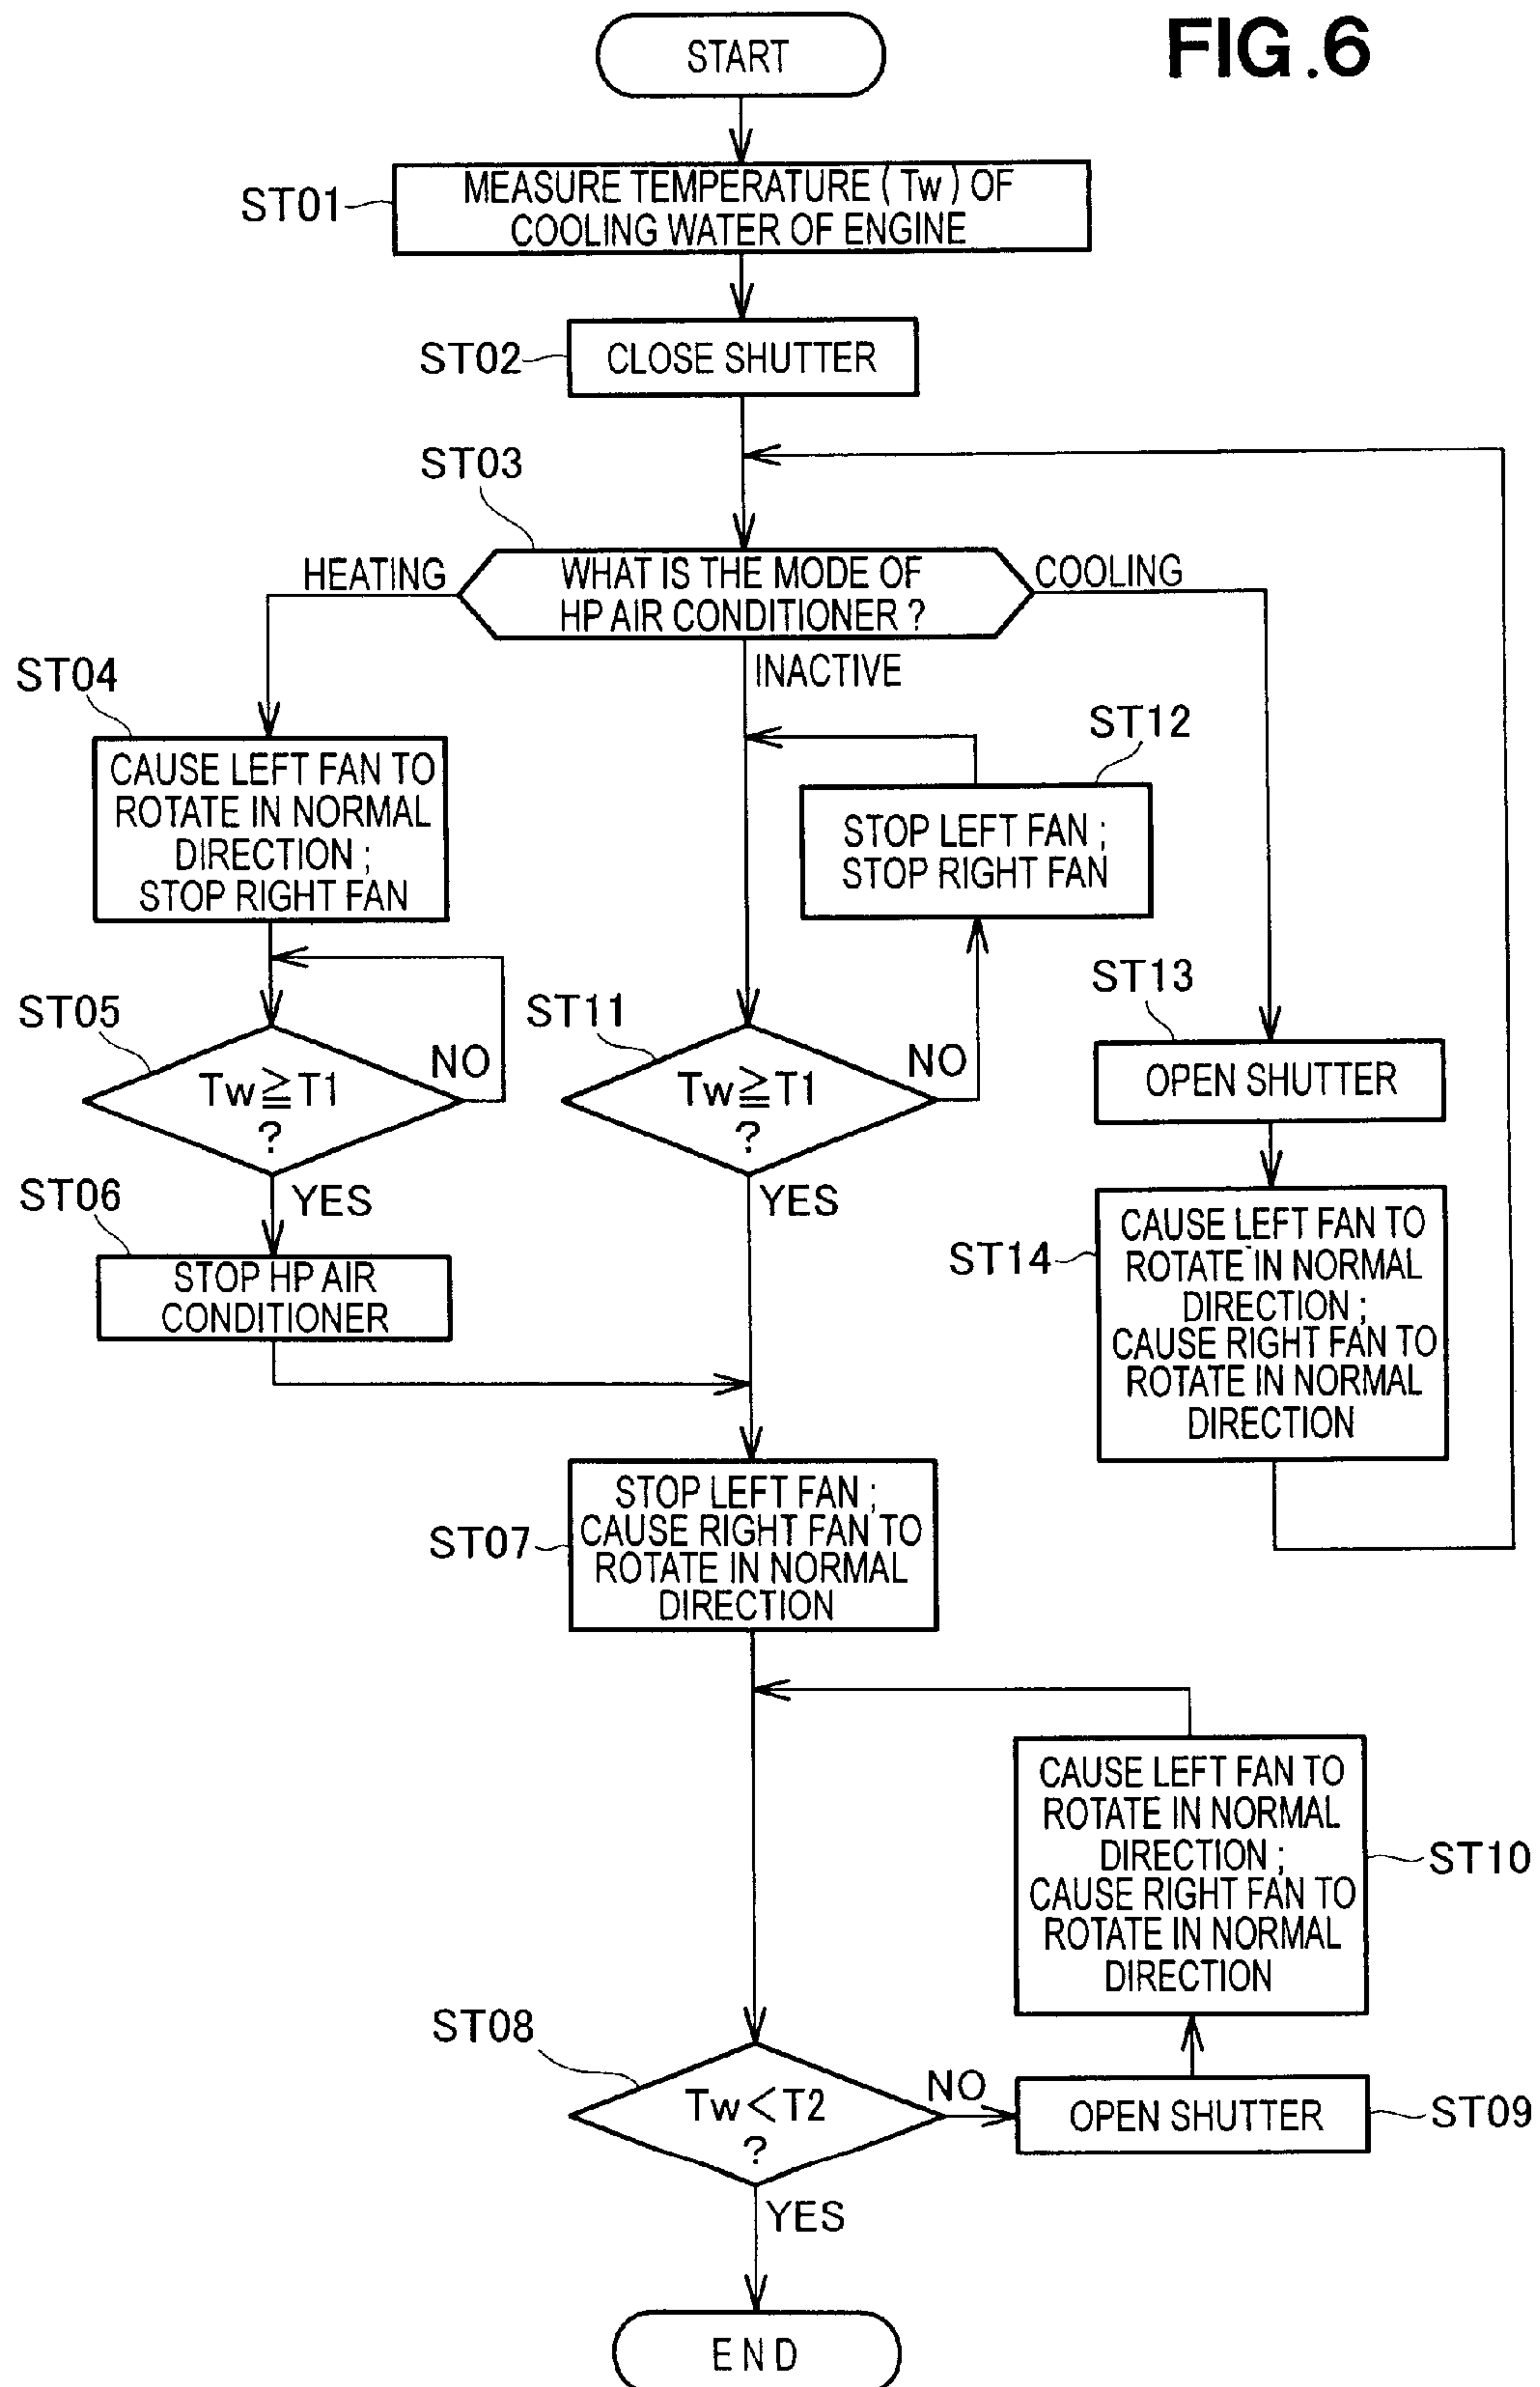 FIG.6
START
ST01
MEASURE TEMPERATURE (Tw) OF
COOLING WATER OF ENGINE
ST02
CLOSE SHUTTER
ST03
HEATING
WHAT IS THE MODE OF
HP AIR CONDITIONER ?
COOLING
INACTIVE
ST04
CAUSE LEFT FAN TO
ROTATE IN NORMAL
DIRECTION ;
STOP RIGHT FAN
ST12
STOP LEFT FAN ;
STOP RIGHT FAN
ST05
Tw≧T1
?
NO
YES
ST11
Tw≧T1
?
NO
YES
ST13
OPEN SHUTTER
ST06
STOP HP AIR
CONDITIONER
ST14
CAUSE LEFT FAN TO
ROTATE IN NORMAL
DIRECTION ;
CAUSE RIGHT FAN TO
ROTATE IN NORMAL
DIRECTION
ST07
STOP LEFT FAN ;
CAUSE RIGHT FAN TO
ROTATE IN NORMAL
DIRECTION
CAUSE LEFT FAN TO
ROTATE IN NORMAL
DIRECTION ;
CAUSE RIGHT FAN TO
ROTATE IN NORMAL
DIRECTION
ST10
ST08
Tw<T2
?
NO
OPEN SHUTTER
ST09
YES
END